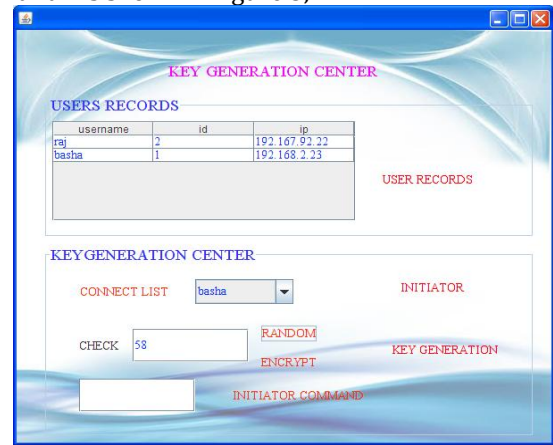 KEY GENERATION CENTER
USERS RECORDS
username id ip
raj 2 192.167.92.22
basha 1 192.168.2.23
USER RECORDS
KEYGENERATION CENTER
CONNECT LIST basha INITIATOR
RANDOM
CHECK 58
KEY GENERATION
ENCRYPT
INITIATOR COMMAND